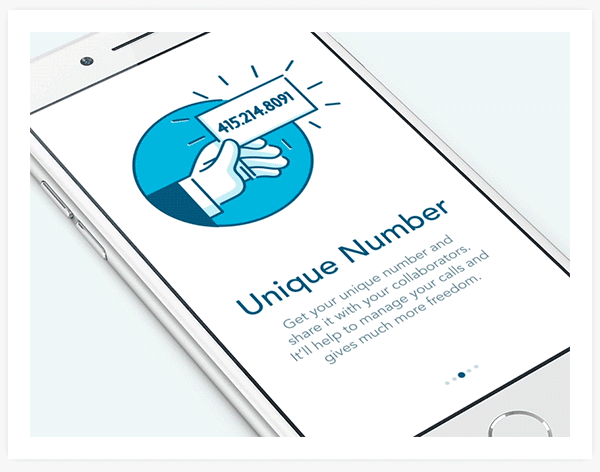 415.214.8091
Unique Number
Get your unique number and
share it with your collaborators.
It'll help to manage your calls and
gives much more freedom.